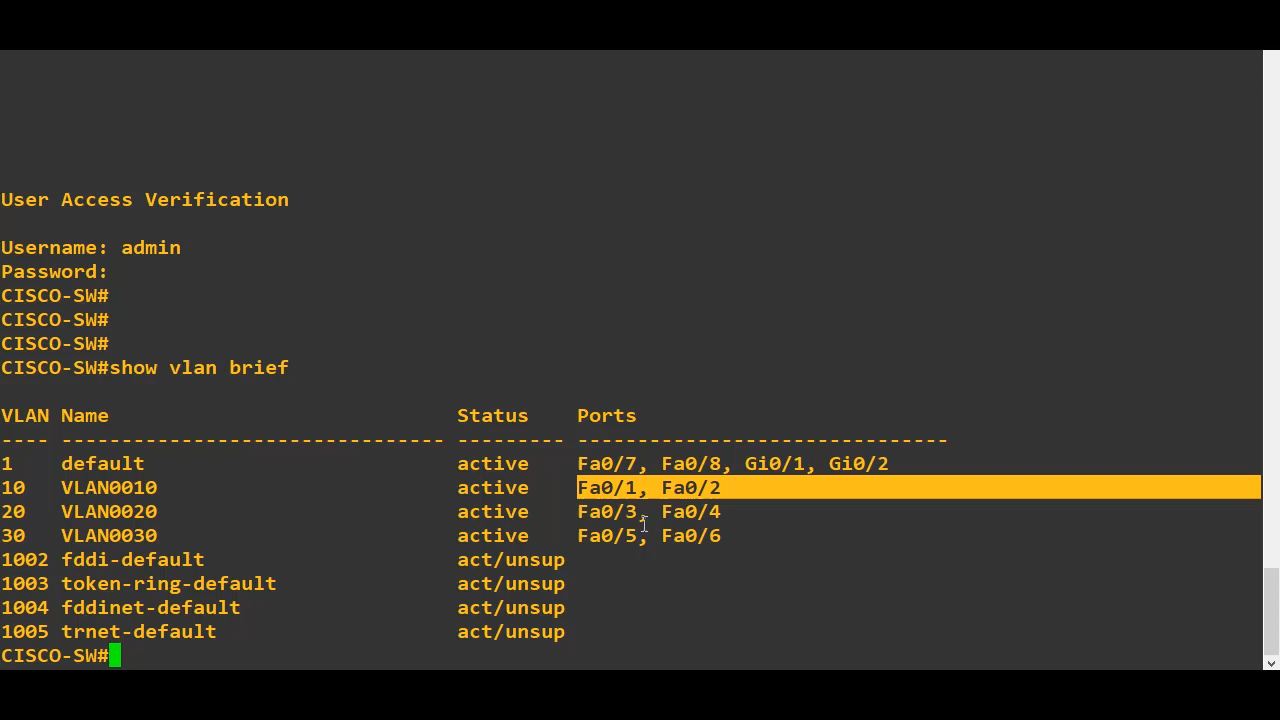 User Access Verification
Username: admin
Password:
CISCO-SW#
CISCO-SW#
CISCO-SW#
CISCO-SW#show vlan brief
VLAN Name                             Status    Ports
---- -------------------------------- --------- -------------------------------
1    default                          active    Fa0/7, Fa0/8, Gi0/1, Gi0/2
10   VLAN0010                         active    Fa0/1, Fa0/2
20   VLAN0020                         active    Fa0/3, Fa0/4
30   VLAN0030                         active    Fa0/5, Fa0/6
1002 fddi-default                     act/unsup
1003 token-ring-default               act/unsup
1004 fddinet-default                  act/unsup
1005 trnet-default                    act/unsup
CISCO-SW#